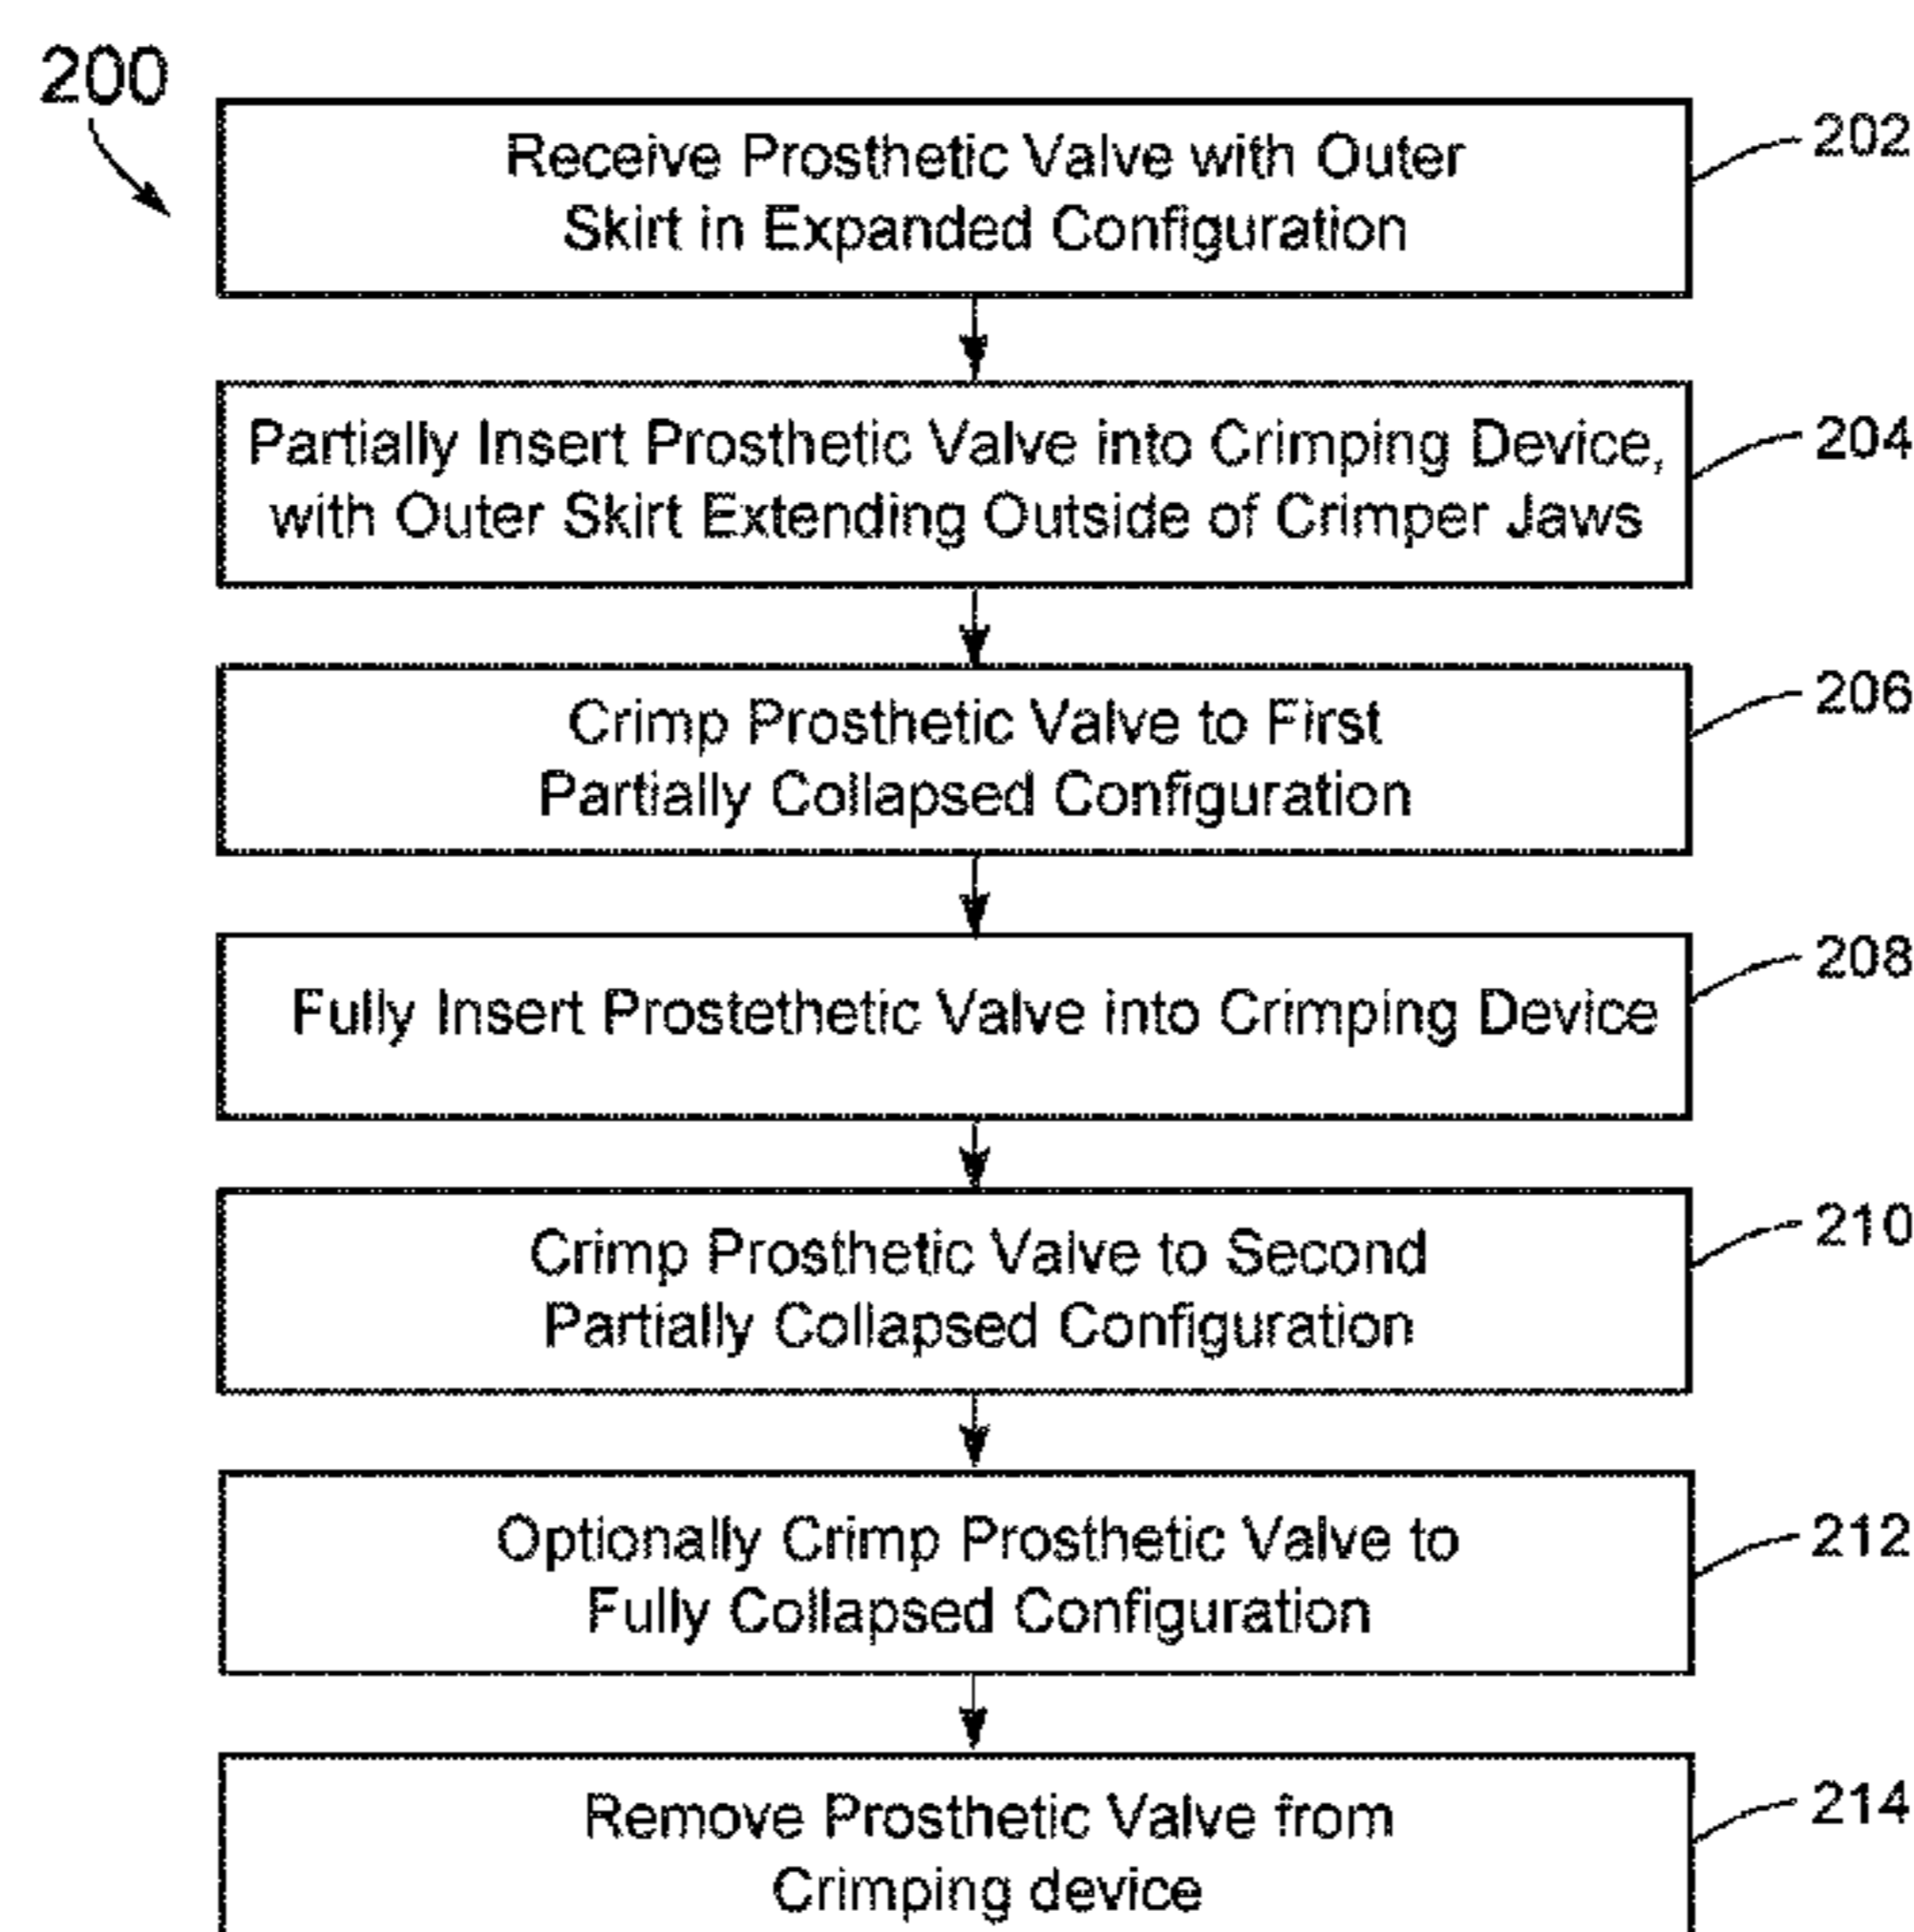 200
Receive Prosthetic Valve with Outer
Skirt in Expanded Configuration
202
Partially Insert Prosthetic Valve into Crimping Device,
with Outer Skirt Extending Outside of Crimper Jaws
204
Crimp Prosthetic Valve to First
Partially Collapsed Configuration
206
Fully Insert Prostethetic Valve into Crimping Device
208
Crimp Prosthetic Valve to Second
Partially Collapsed Configuration
210
Optionally Crimp Prosthetic Valve to
Fully Collapsed Configuration
212
Remove Prosthetic Valve from
Crimping device
214